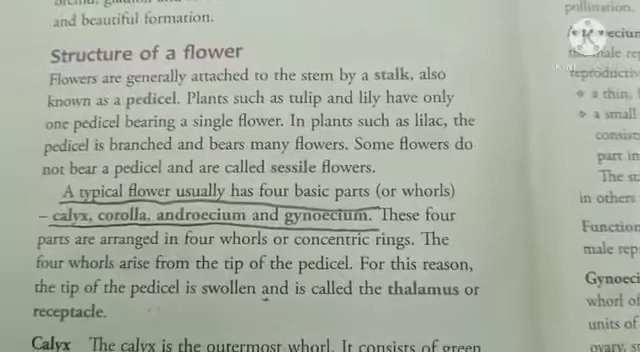 and beautiful formation.
Structure of a flower
Flowers are generally attached to the stem by a stalk, also
known as a pedicel. Plants such as tulip and lily have only
one pedicel bearing a single flower. In plants such as lilac, the
pedicel is branched and bears many flowers. Some flowers do
not bear a pedicel and are called sessile flowers.
A typical flower usually has four basic parts (or whorls)
– calyx, corolla, androecium and gynoecium. These four
parts are arranged in four whorls or concentric rings. The
four whorls arise from the tip of the pedicel. For this reason,
the tip of the pedicel is swollen and is called the thalamus or
receptacle.
Calyx The calyx is the outermost whorl. It consists of green
pollination.
male rep
reproductiv
a thin,
a small
consist
part in
The st
in others
Function
male rep
Gynoeci
whorl of
units of
ovary, st